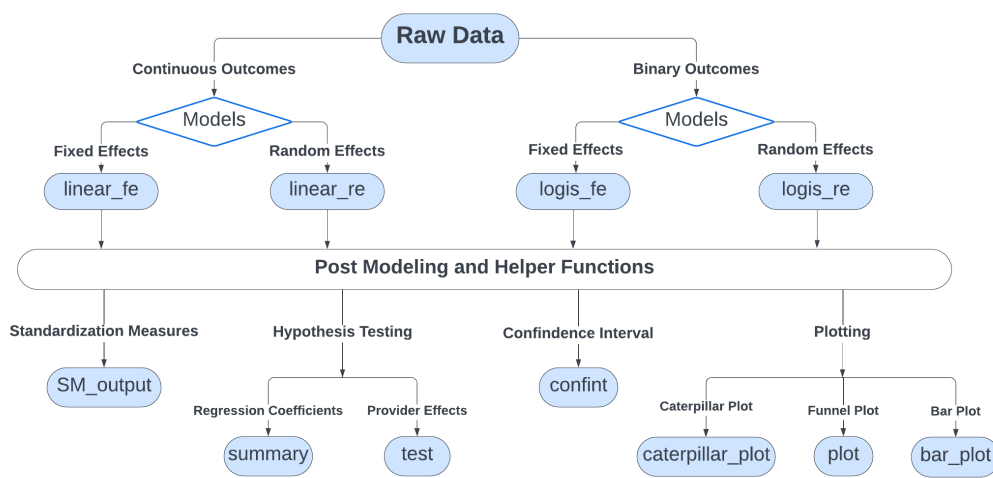 Raw Data
Continuous Outcomes
Binary Outcomes
Models
Models
Fixed Effects
Random Effects
Fixed Effects
Random Effects
linear_fe
linear_re
logis_fe
logis_re
Post Modeling and Helper Functions
Standardization Measures
Hypothesis Testing
Confindence Interval
Plotting
SM_output
confint
Regression Coefficients
Provider Effects
Caterpillar Plot
Funnel Plot
Bar Plot
summary
test
caterpillar_plot
plot
bar_plot